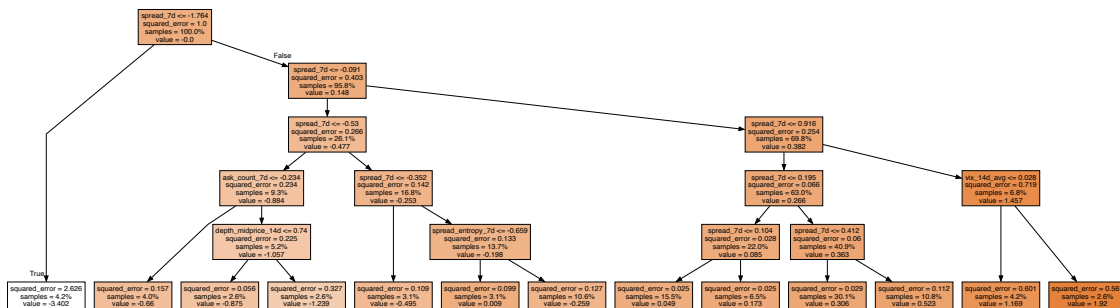 spread_7d <= -1.764
squared_error = 1.0
samples = 100.0%
value = -0.0
False
spread_7d <= -0.091
squared_error = 0.403
samples = 95.8%
value = 0.148
spread_7d <= -0.53
squared_error = 0.266
samples = 26.1%
value = -0.477
spread_7d <= 0.916
squared_error = 0.254
samples = 69.8%
value = 0.382
ask_count_7d <= -0.234
squared_error = 0.234
samples = 9.3%
value = -0.884
spread_7d <= -0.352
squared_error = 0.142
samples = 16.8%
value = -0.253
spread_7d <= 0.195
squared_error = 0.066
samples = 63.0%
value = 0.266
vix_14d_avg <= 0.028
squared_error = 0.719
samples = 6.8%
value = 1.457
depth_midprice_14d <= 0.74
squared_error = 0.225
samples = 5.2%
value = -1.057
spread_entropy_7d <= -0.659
squared_error = 0.133
samples = 13.7%
value = -0.198
spread_7d <= 0.104
squared_error = 0.028
samples = 22.0%
value = 0.085
spread_7d <= 0.412
squared_error = 0.06
samples = 40.9%
value = 0.363
True
squared_error = 2.626
samples = 4.2%
value = -3.402
squared_error = 0.157
samples = 4.0%
value = -0.66
squared_error = 0.056
samples = 2.6%
value = -0.875
squared_error = 0.327
samples = 2.6%
value = -1.239
squared_error = 0.109
samples = 3.1%
value = -0.495
squared_error = 0.099
samples = 3.1%
value = 0.009
squared_error = 0.127
samples = 10.6%
value = -0.259
squared_error = 0.025
samples = 15.5%
value = 0.049
squared_error = 0.025
samples = 6.5%
value = 0.173
squared_error = 0.029
samples = 30.1%
value = 0.306
squared_error = 0.112
samples = 10.8%
value = 0.523
squared_error = 0.601
samples = 4.2%
value = 1.169
squared_error =
samples = 2.6%
value = 1.92